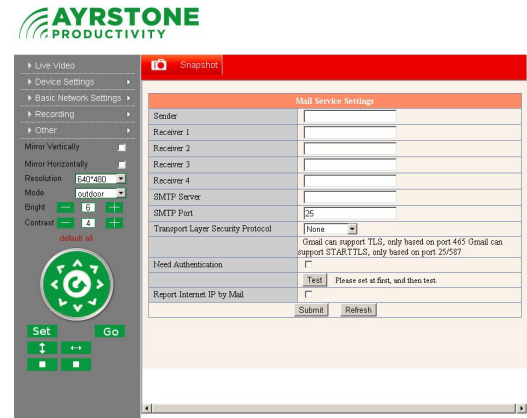 AYRSTONE
PRODUCTIVITY
Live Video
Device Settings
Basic Network Settings
Recording
Other
Mirror Vertically
Mirror Horizontally
Resolution 640*480
Mode outdoor
Bright 6
Contrast 4
default all
Set Go
Snapshot
Mail Service Settings
Sender
Receiver 1
Receiver 2
Receiver 3
Receiver 4
SMTP Server
SMTP Port 25
Transport Layer Security Protocol None
Gmail can support TLS, only based on port 465 Gmail can
support STARTTLS, only based on port 25/587
Need Authentication
Test Please set at first, and then test.
Report Internet IP by Mail
Submit Refresh